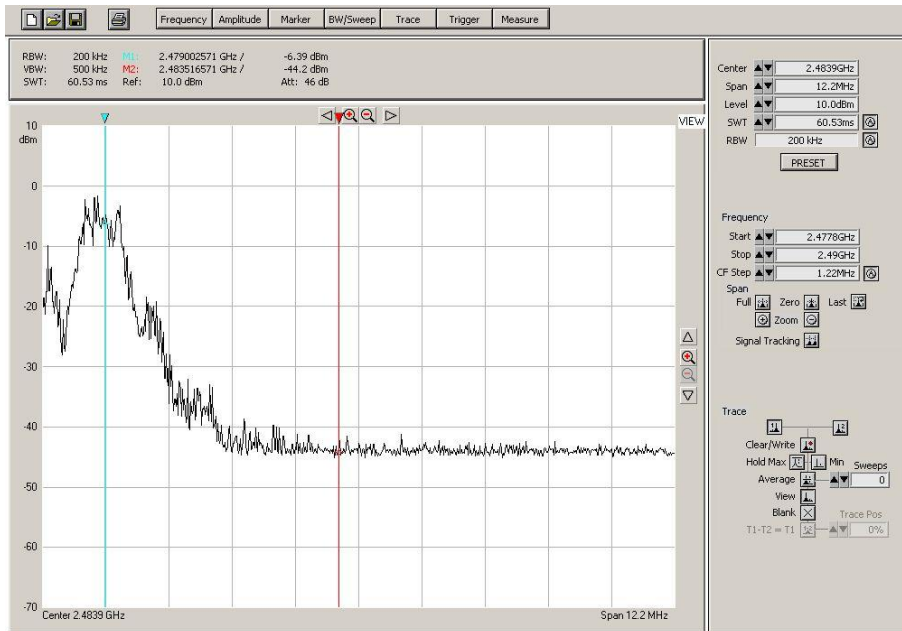 Frequency Amplitude Marker BW/Sweep Trace Trigger Measure
RBW: 200 kHz M1: 2.479002571 GHz / -6.39 dBm
VBW: 500 kHz M2: 2.483516571 GHz / -44.2 dBm
SWT: 60.53 ms Ref: 10.0 dBm Att: 46 dB
VIEW
10
dBm
0
-10
-20
-30
-40
-50
-60
-70
Center 2.4839 GHz Span 12.2 MHz
Center 2.4839GHz
Span 12.2MHz
Level 10.0dBm
SWT 60.53ms
RBW 200 kHz
PRESET
Frequency
Start 2.4778GHz
Stop 2.49GHz
CF Step 1.22MHz
Span
Full Zero Last
Zoom
Signal Tracking
Trace
Clear/Write
Hold Max Min Sweeps
Average 0
View
Blank Trace Pos
T1-T2 = T1 0%